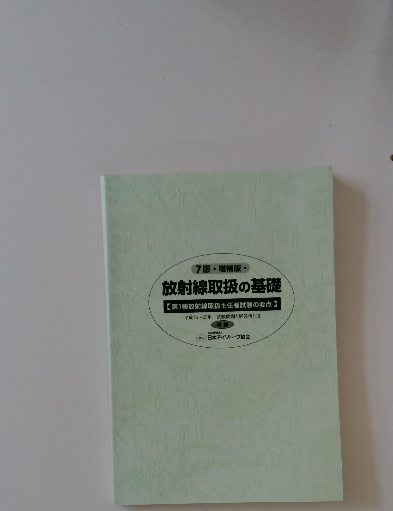 7版・増補版・
放射線取扱の基礎
【第1種放射線取扱主任者試験の要点】
日本アイソトープ協会